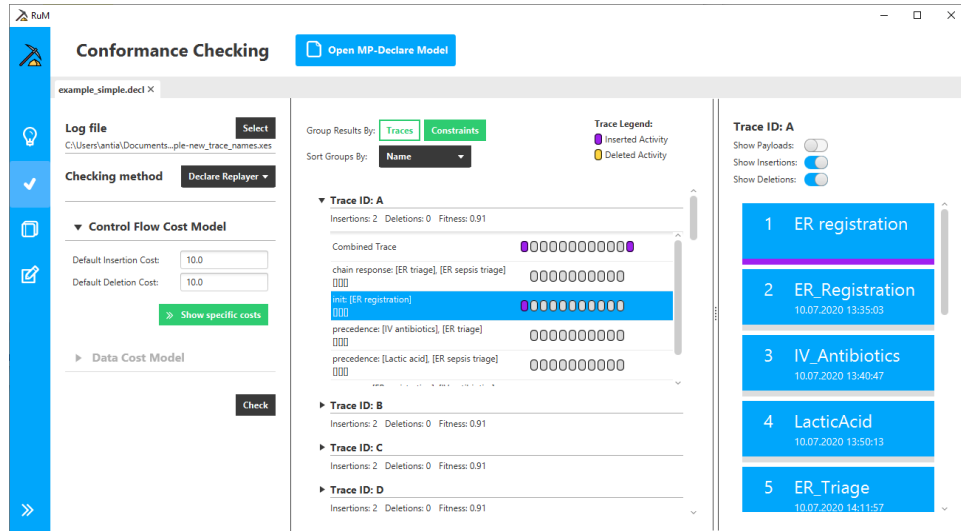 RuM
Conformance Checking
Open MP-Declare Model
example_simple.decl ×
Log file
Select
C:\Users\antia\Documents...ple-new_trace_names.xes
Checking method
Declare Replayer
Control Flow Cost Model
Default Insertion Cost: 10.0
Default Deletion Cost: 10.0
Show specific costs
Data Cost Model
Check
Group Results By: Traces Constraints
Sort Groups By: Name
Trace Legend:
Inserted Activity
Deleted Activity
Trace ID: A
Insertions: 2 Deletions: 0 Fitness: 0.91
Combined Trace
chain response: [ER triage], [ER sepsis triage]
[][][]
init: [ER registration]
[][][]
precedence: [IV antibiotics], [ER triage]
[][][]
precedence: [Lactic acid], [ER sepsis triage]
[][][]
Trace ID: B
Insertions: 2 Deletions: 0 Fitness: 0.91
Trace ID: C
Insertions: 2 Deletions: 0 Fitness: 0.91
Trace ID: D
Insertions: 2 Deletions: 0 Fitness: 0.91
Trace ID: A
Show Payloads:
Show Insertions:
Show Deletions:
1 ER registration
2 ER_Registration
10.07.2020 13:35:03
3 IV_Antibiotics
10.07.2020 13:40:47
4 LacticAcid
10.07.2020 13:50:13
5 ER_Triage
10.07.2020 14:11:57